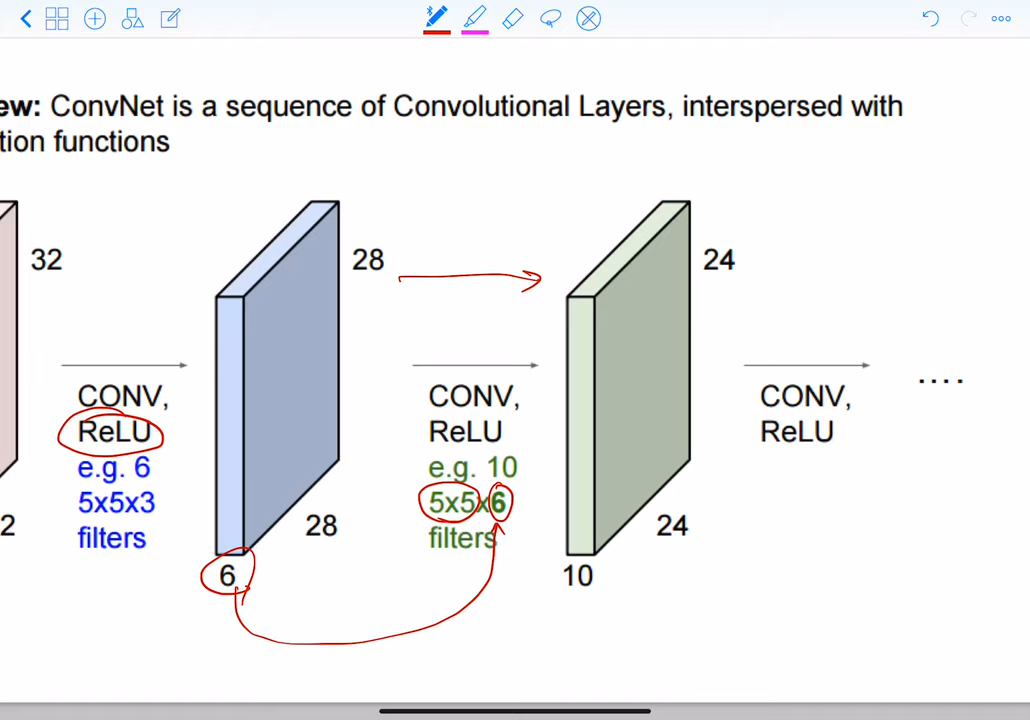 ew: ConvNet is a sequence of Convolutional Layers, interspersed with
tion functions
32
28
24
CONV,
ReLU
e.g. 6
5x5x3
filters
CONV,
ReLU
e.g. 10
5x5x6
filters
CONV,
ReLU
....
2
28
24
6
10